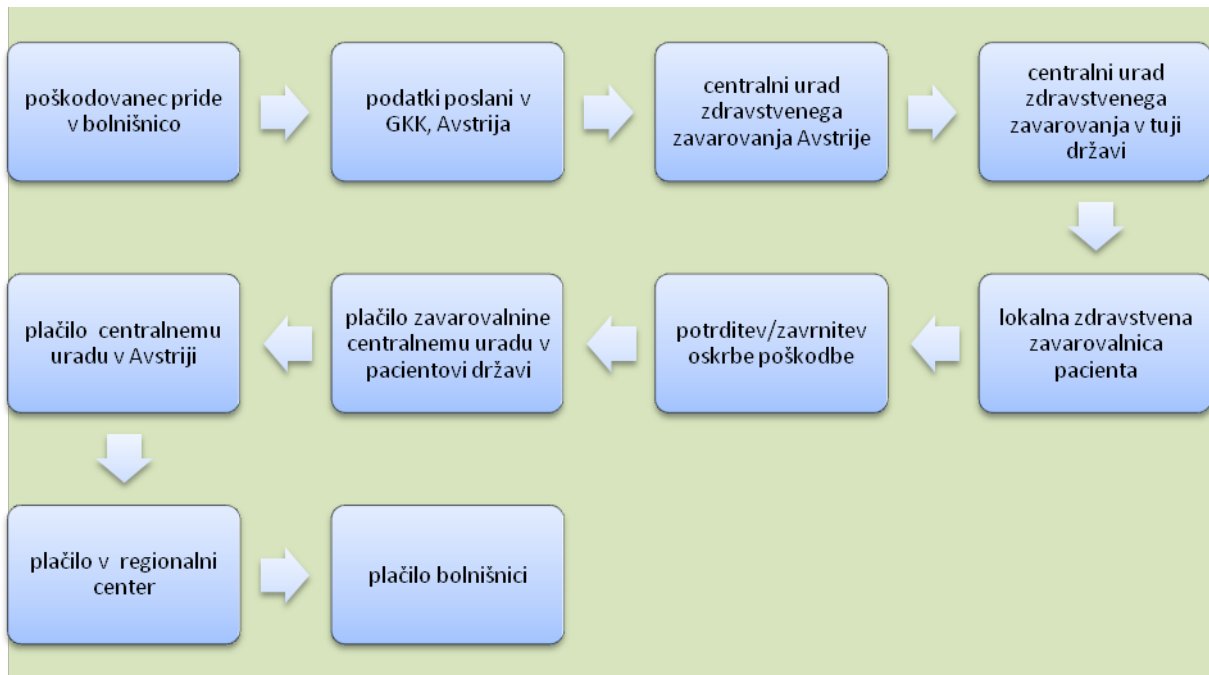 poškodovanec pride
v bolnišnico
podatki poslani v
GKK, Avstrija
centralni urad
zdravstvenega
zavarovanja Avstrije
centralni urad
zdravstvenega
zavarovanja v tuji
državi
lokalna zdravstvena
zavarovalnica
pacienta
potrditev/zavrnitev
oskrbe poškodbe
plačilo zavarovalnine
centralnemu uradu v
pacientovi državi
plačilo centralnemu
uradu v Avstriji
plačilo v regionalni
center
plačilo bolnišnici